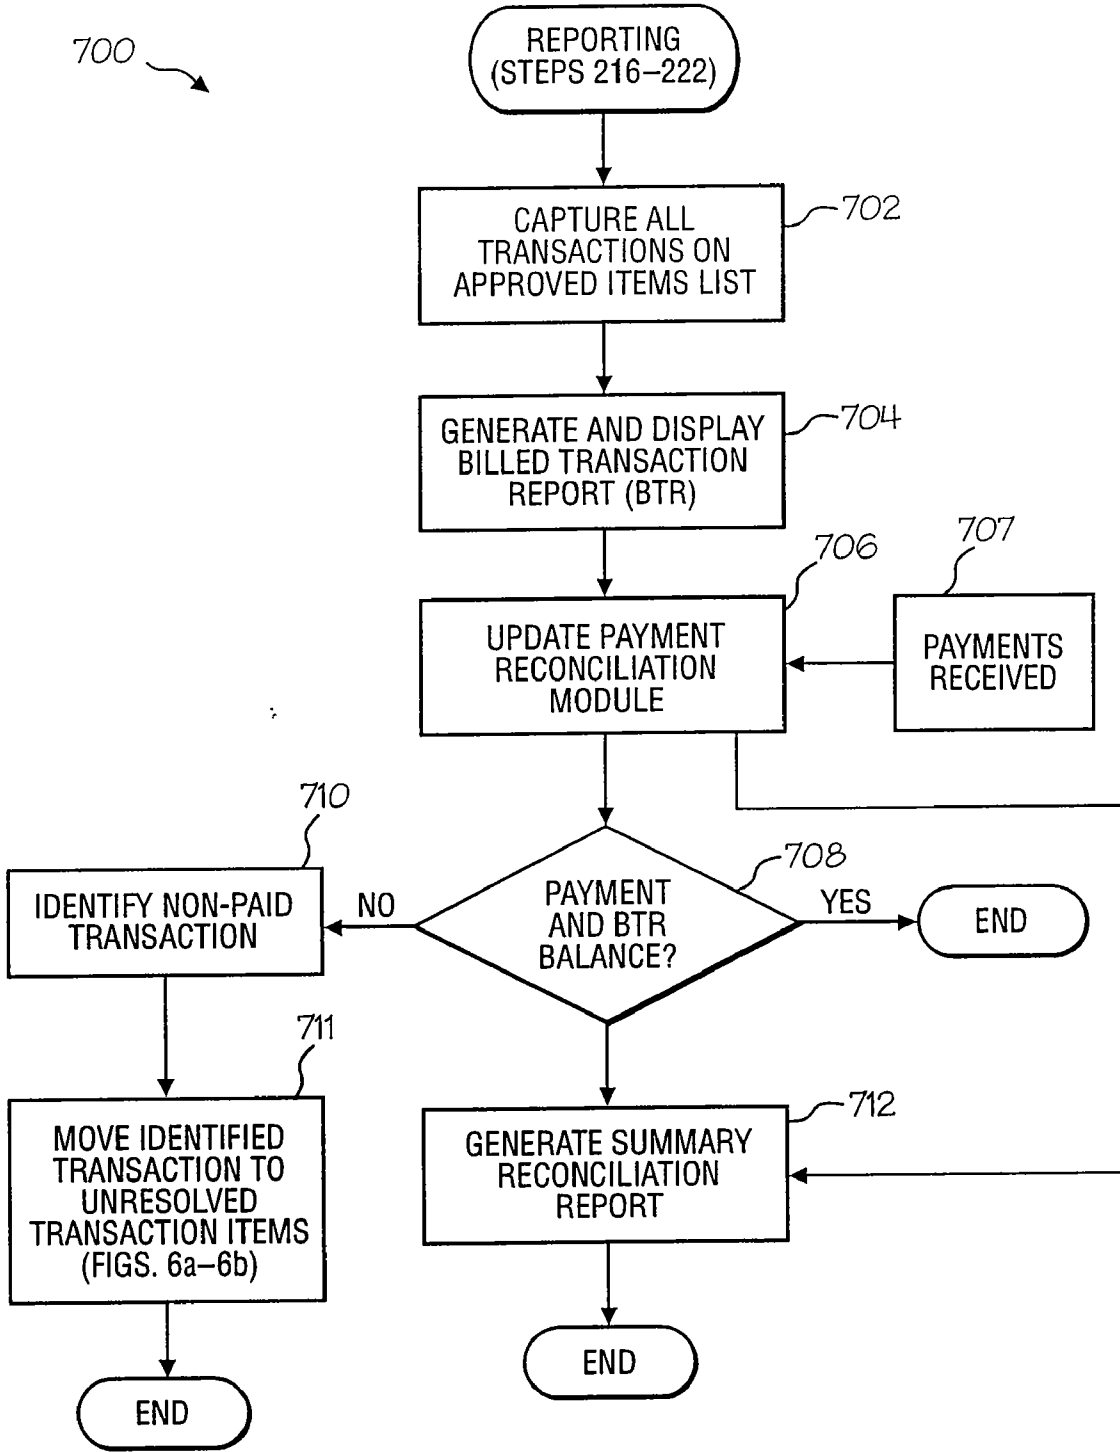 700
REPORTING
(STEPS 216–222)
702
CAPTURE ALL
TRANSACTIONS ON
APPROVED ITEMS LIST
704
GENERATE AND DISPLAY
BILLED TRANSACTION
REPORT (BTR)
706
707
UPDATE PAYMENT
RECONCILIATION
MODULE
PAYMENTS
RECEIVED
710
708
IDENTIFY NON-PAID
TRANSACTION
NO
PAYMENT
AND BTR
BALANCE?
YES
END
711
MOVE IDENTIFIED
TRANSACTION TO
UNRESOLVED
TRANSACTION ITEMS
(FIGS. 6a–6b)
712
GENERATE SUMMARY
RECONCILIATION
REPORT
END
END